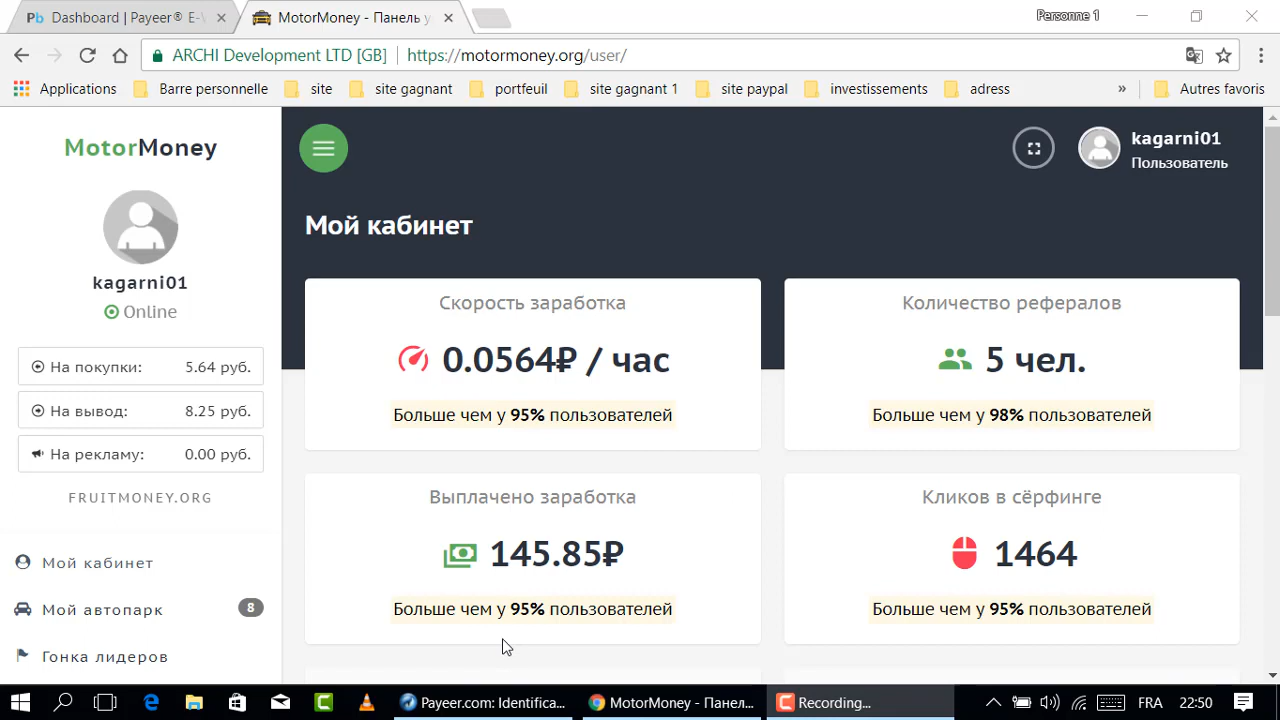 Dashboard | Payeer® E-
MotorMoney - Панель у
Personne 1
ARCHI Development LTD [GB]
https://motormoney.org/user/
Applications
Barre personnelle
site
site gagnant
portfeuil
site gagnant 1
site paypal
investissements
adress
»
Autres favoris
MotorMoney
kagarni01
Online
На покупки: 5.64 руб.
На вывод: 8.25 руб.
На рекламу: 0.00 руб.
FRUITMONEY.ORG
Мой кабинет
Мой автопарк 8
Гонка лидеров
kagarni01
Пользователь
Мой кабинет
Скорость заработка
0.0564₽ / час
Больше чем у 95% пользователей
Количество рефералов
5 чел.
Больше чем у 98% пользователей
Выплачено заработка
145.85₽
Больше чем у 95% пользователей
Кликов в сёрфинге
1464
Больше чем у 95% пользователей
Payeer.com: Identifica...
MotorMoney - Панел...
Recording...
FRA
22:50